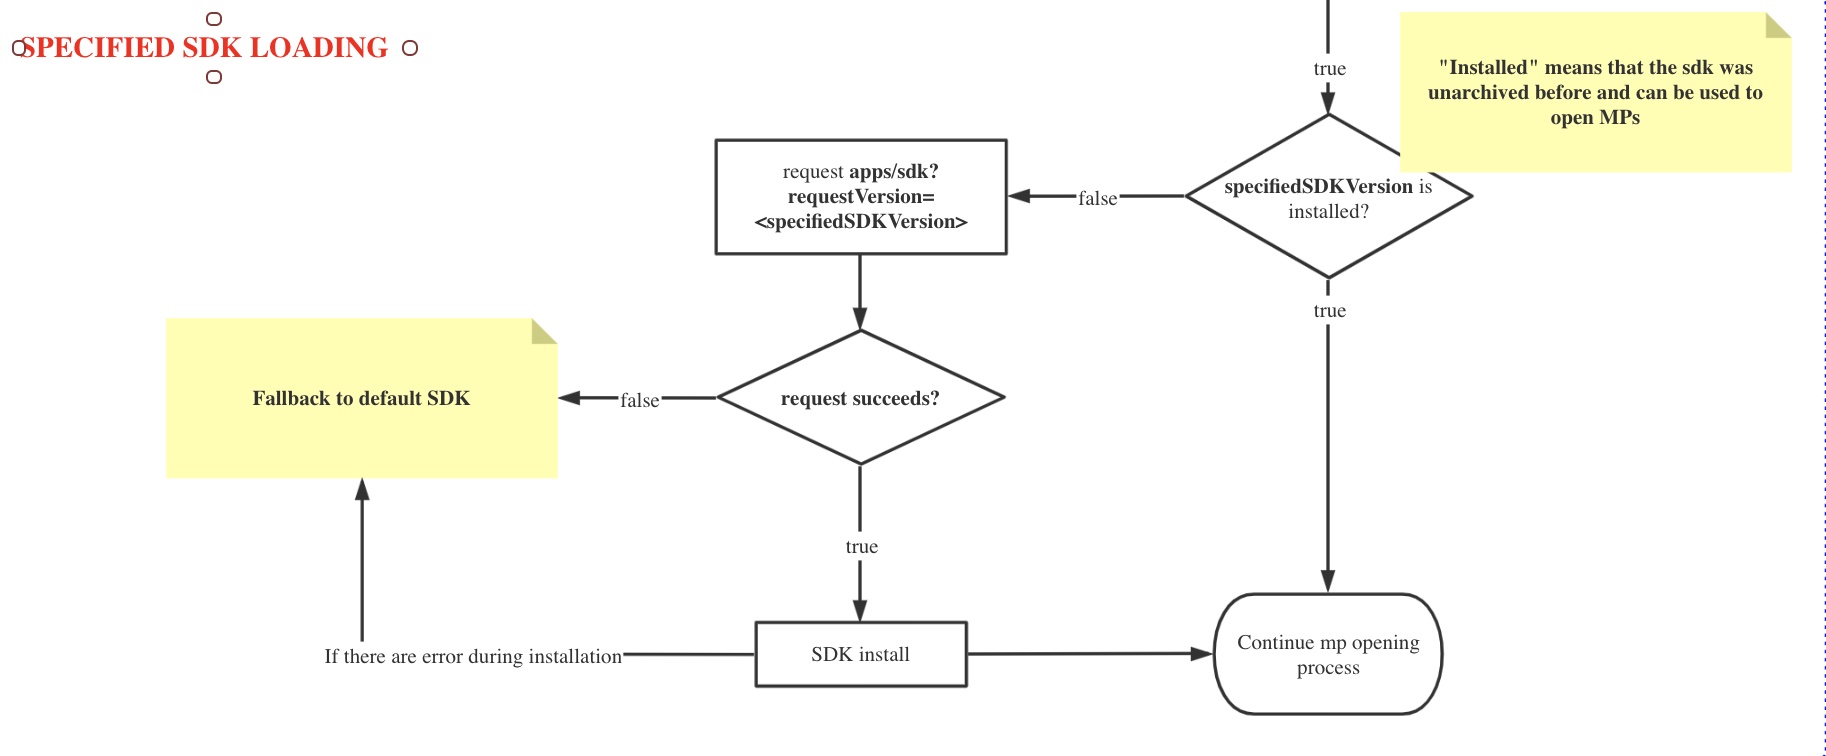 SPECIFIED SDK LOADING
true
"Installed" means that the sdk was
unarchived before and can be used to
open MPs
request apps/sdk?
requestVersion=
<specifiedSDKVersion>
false
specifiedSDKVersion is
installed?
true
Fallback to default SDK
false
request succeeds?
true
If there are error during installation
SDK install
Continue mp opening
process